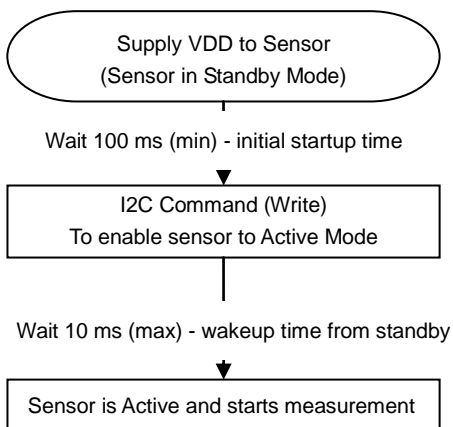 Supply VDD to Sensor
(Sensor in Standby Mode)
Wait 100 ms (min) - initial startup time
I2C Command (Write)
To enable sensor to Active Mode
Wait 10 ms (max) - wakeup time from standby
Sensor is Active and starts measurement